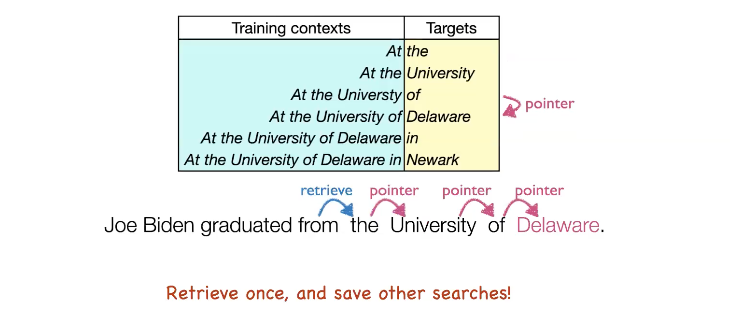 Training contexts Targets
At the
At the University
At the Universty of
At the University of Delaware
At the University of Delaware in
At the University of Delaware in Newark
pointer
retrieve pointer pointer pointer
Joe Biden graduated from the University of Delaware.
Retrieve once, and save other searches!